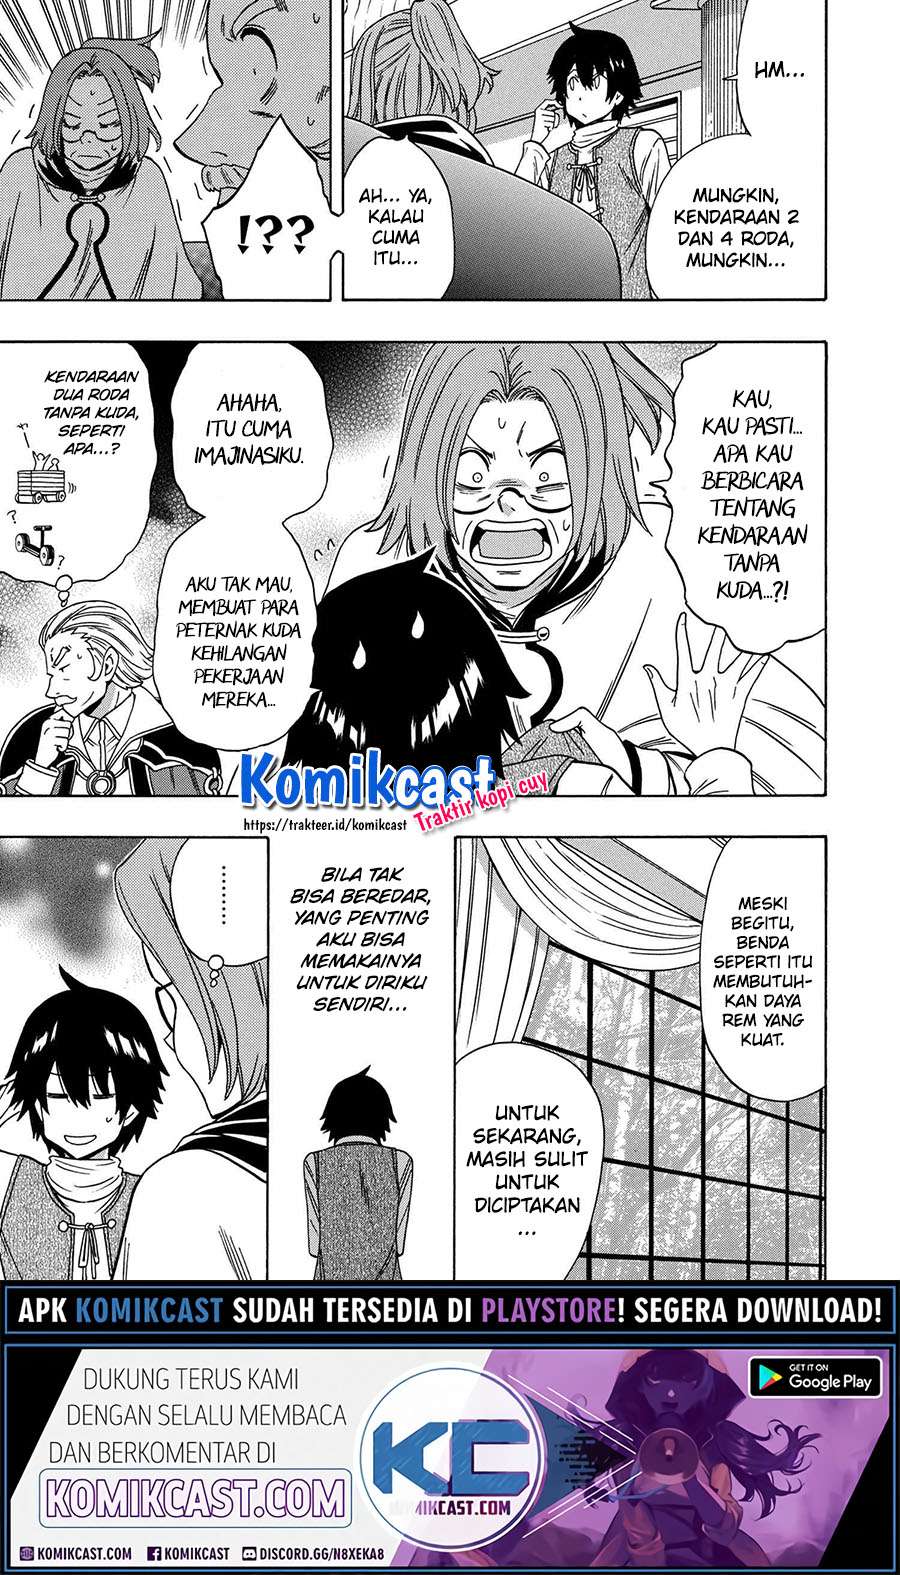 HM...
MUNGKIN,
KENDARAAN 2
DAN 4 RODA,
MUNGKIN...
AH... YA,
KALAU
CUMA
ITU...
!???
KAU,
KAU PASTI...
APA KAU
BERBICARA
TENTANG
KENDARAAN
TANPA
KUDA...?!
AHAHA,
ITU CUMA
IMAJINASIKU.
AKU TAK MAU,
MEMBUAT PARA
PETERNAK KUDA
KEHILANGAN
PEKERJAAN
MEREKA...
KENDARAAN
DUA RODA
TANPA KUDA,
SEPERTI
APA...?
?
?
Komikcast
Traktir kopi cuy
https://trakteer.id/komikcast
MESKI
BEGITU,
BENDA
SEPERTI ITU
MEMBUTUH-
KAN DAYA
REM YANG
KUAT.
UNTUK
SEKARANG,
MASIH SULIT
UNTUK
DICIPTAKAN
...
BILA TAK
BISA BEREDAR,
YANG PENTING
AKU BISA
MEMAKAINYA
UNTUK DIRIKU
SENDIRI...
.........
APK KOMIKCAST SUDAH TERSEDIA DI PLAYSTORE! SEGERA DOWNLOAD!
DUKUNG TERUS KAMI
DENGAN SELALU MEMBACA
DAN BERKOMENTAR DI
KOMIKCAST.COM
KOMIKCAST.COM
KOMIKCAST
DISCORD.GG/N8XEKA8
KC
GET IT ON
Google Play